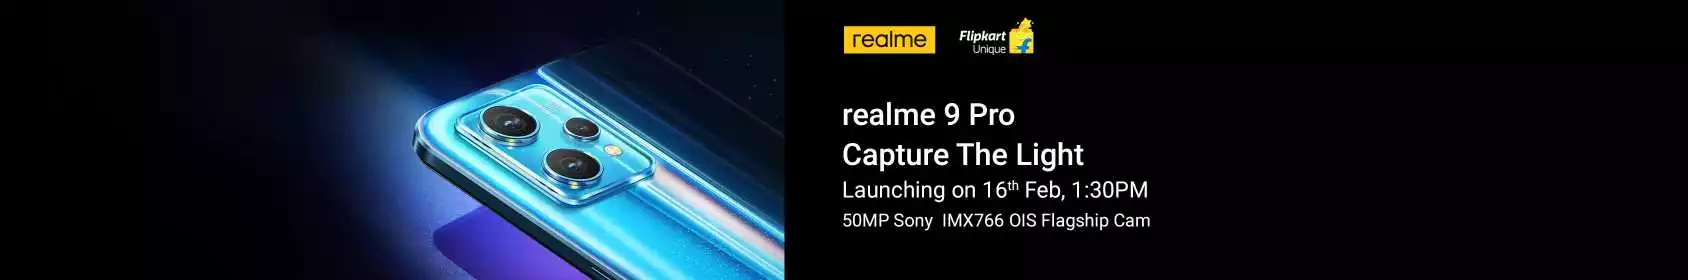 realme
Flipkart
Unique
realme 9 Pro
Capture The Light
Launching on 16th Feb, 1:30PM
50MP Sony IMX766 OIS Flagship Cam